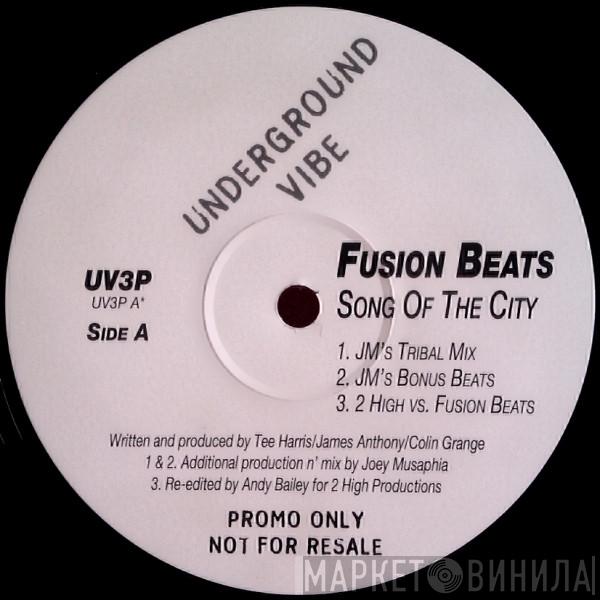 UNDERGROUND
VIBE
UV3P
UV3P A*
SIDE A
FUSION BEATS
SONG OF THE CITY
1. JM'S TRIBAL MIX
2. JM'S BONUS BEATS
3. 2 HIGH VS. FUSION BEATS
Written and produced by Tee Harris/James Anthony/Colin Grange
1 & 2. Additional production n' mix by Joey Musaphia
3. Re-edited by Andy Bailey for 2 High Productions
PROMO ONLY
NOT FOR RESALE
МАРКЕТ ВИНИЛА